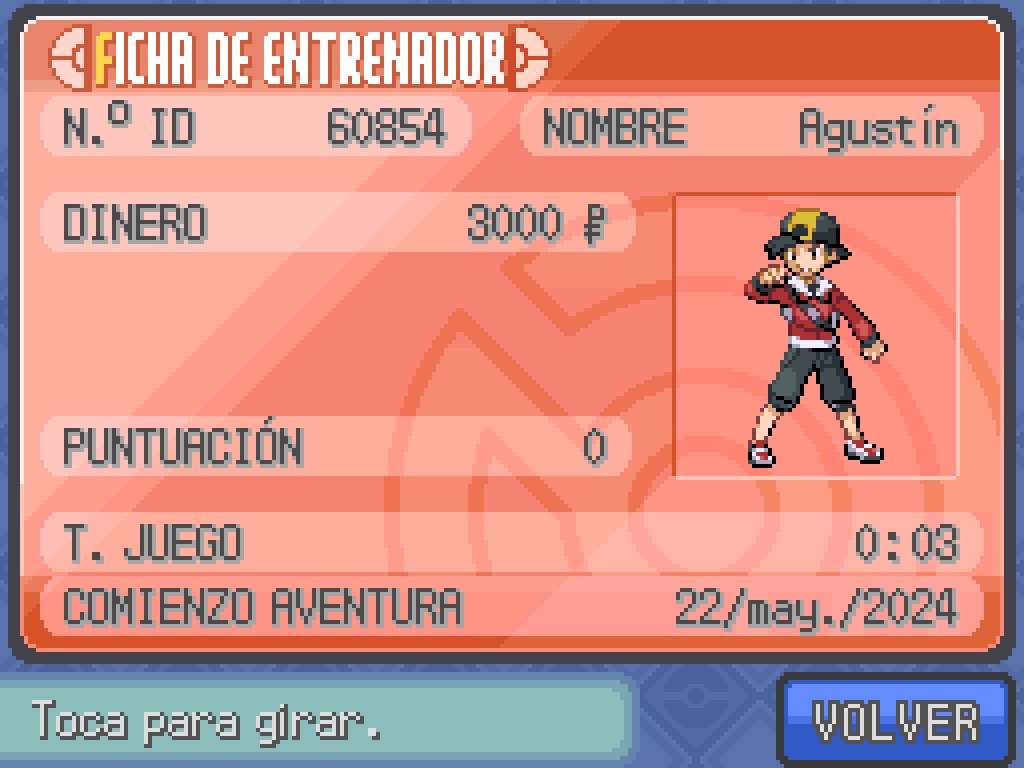 FICHA DE ENTRENADOR
N.º ID 60854 NOMBRE Agustín
DINERO 3000 ₽
PUNTUACIÓN 0
T. JUEGO 0:03
COMIENZO AVENTURA 22/may./2024
Toca para girar. VOLVER